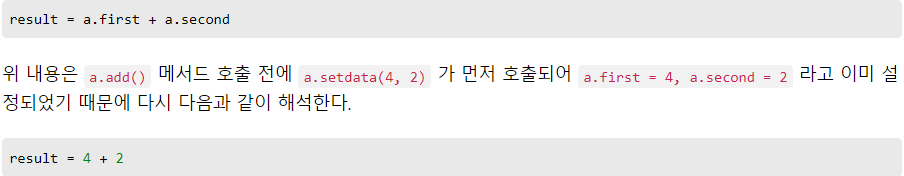 result = a.first + a.second
위 내용은 a.add() 메서드 호출 전에 a.setdata(4, 2) 가 먼저 호출되어 a.first = 4, a.second = 2 라고 이미 설
정되었기 때문에 다시 다음과 같이 해석한다.
result = 4 + 2